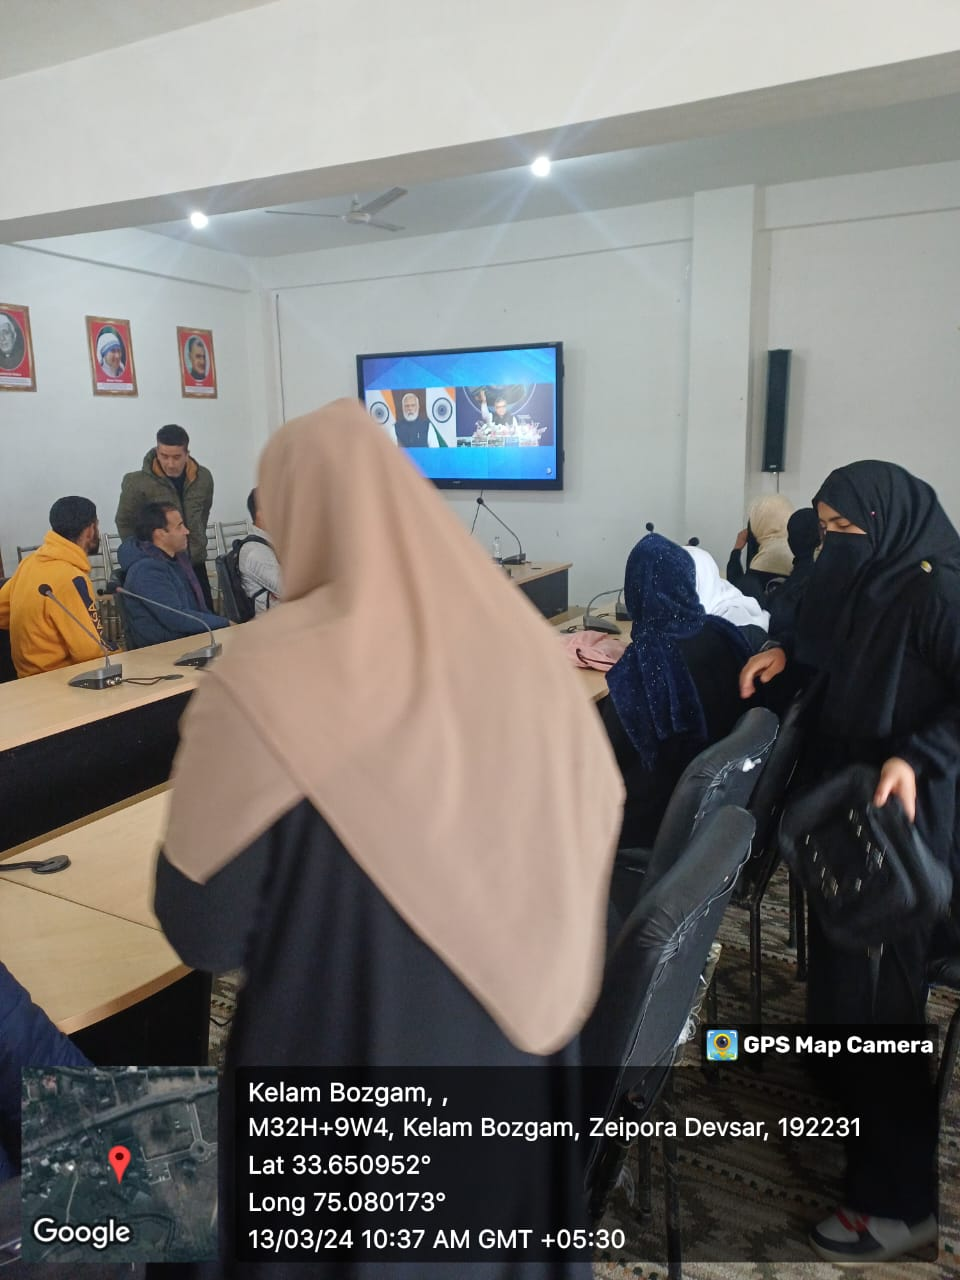 GPS Map Camera
Kelam Bozgam, ,
M32H+9W4, Kelam Bozgam, Zeipora Devsar, 192231
Lat 33.650952°
Long 75.080173°
13/03/24 10:37 AM GMT +05:30
Google